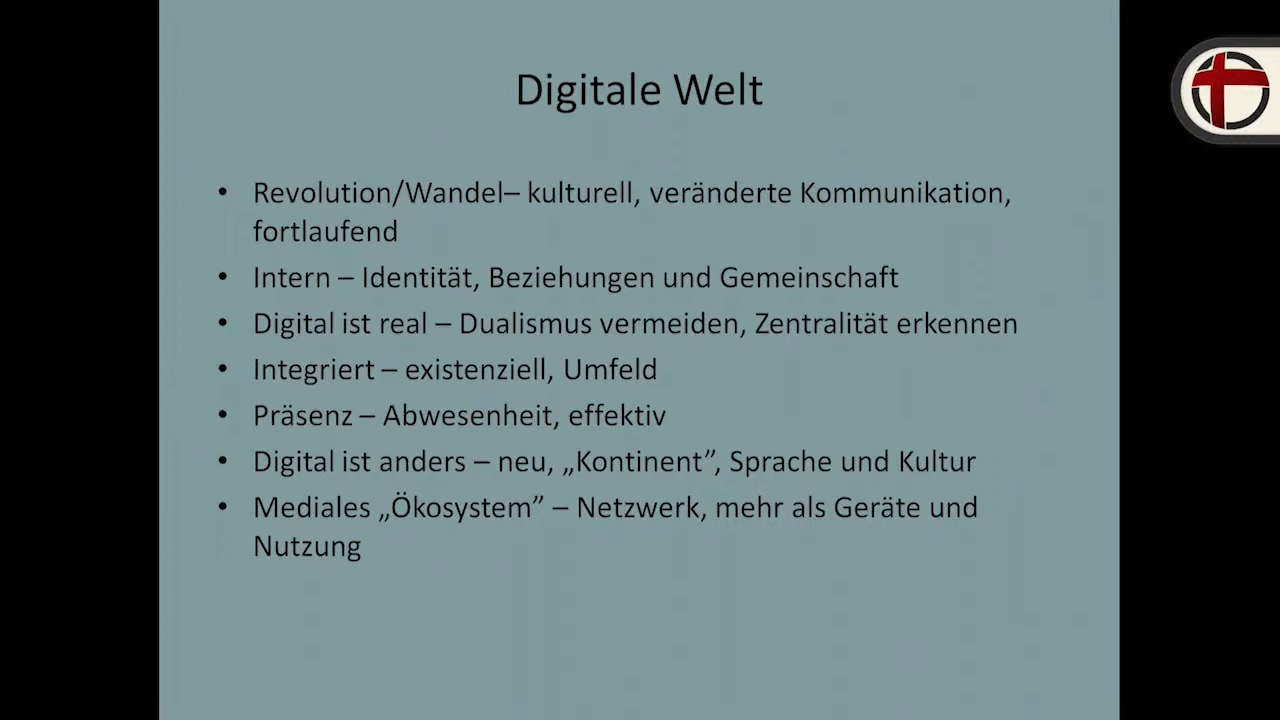 Digitale Welt
• Revolution/Wandel– kulturell, veränderte Kommunikation,
fortlaufend
• Intern – Identität, Beziehungen und Gemeinschaft
• Digital ist real – Dualismus vermeiden, Zentralität erkennen
• Integriert – existenziell, Umfeld
• Präsenz – Abwesenheit, effektiv
• Digital ist anders – neu, „Kontinent”, Sprache und Kultur
• Mediales „Ökosystem” – Netzwerk, mehr als Geräte und
Nutzung